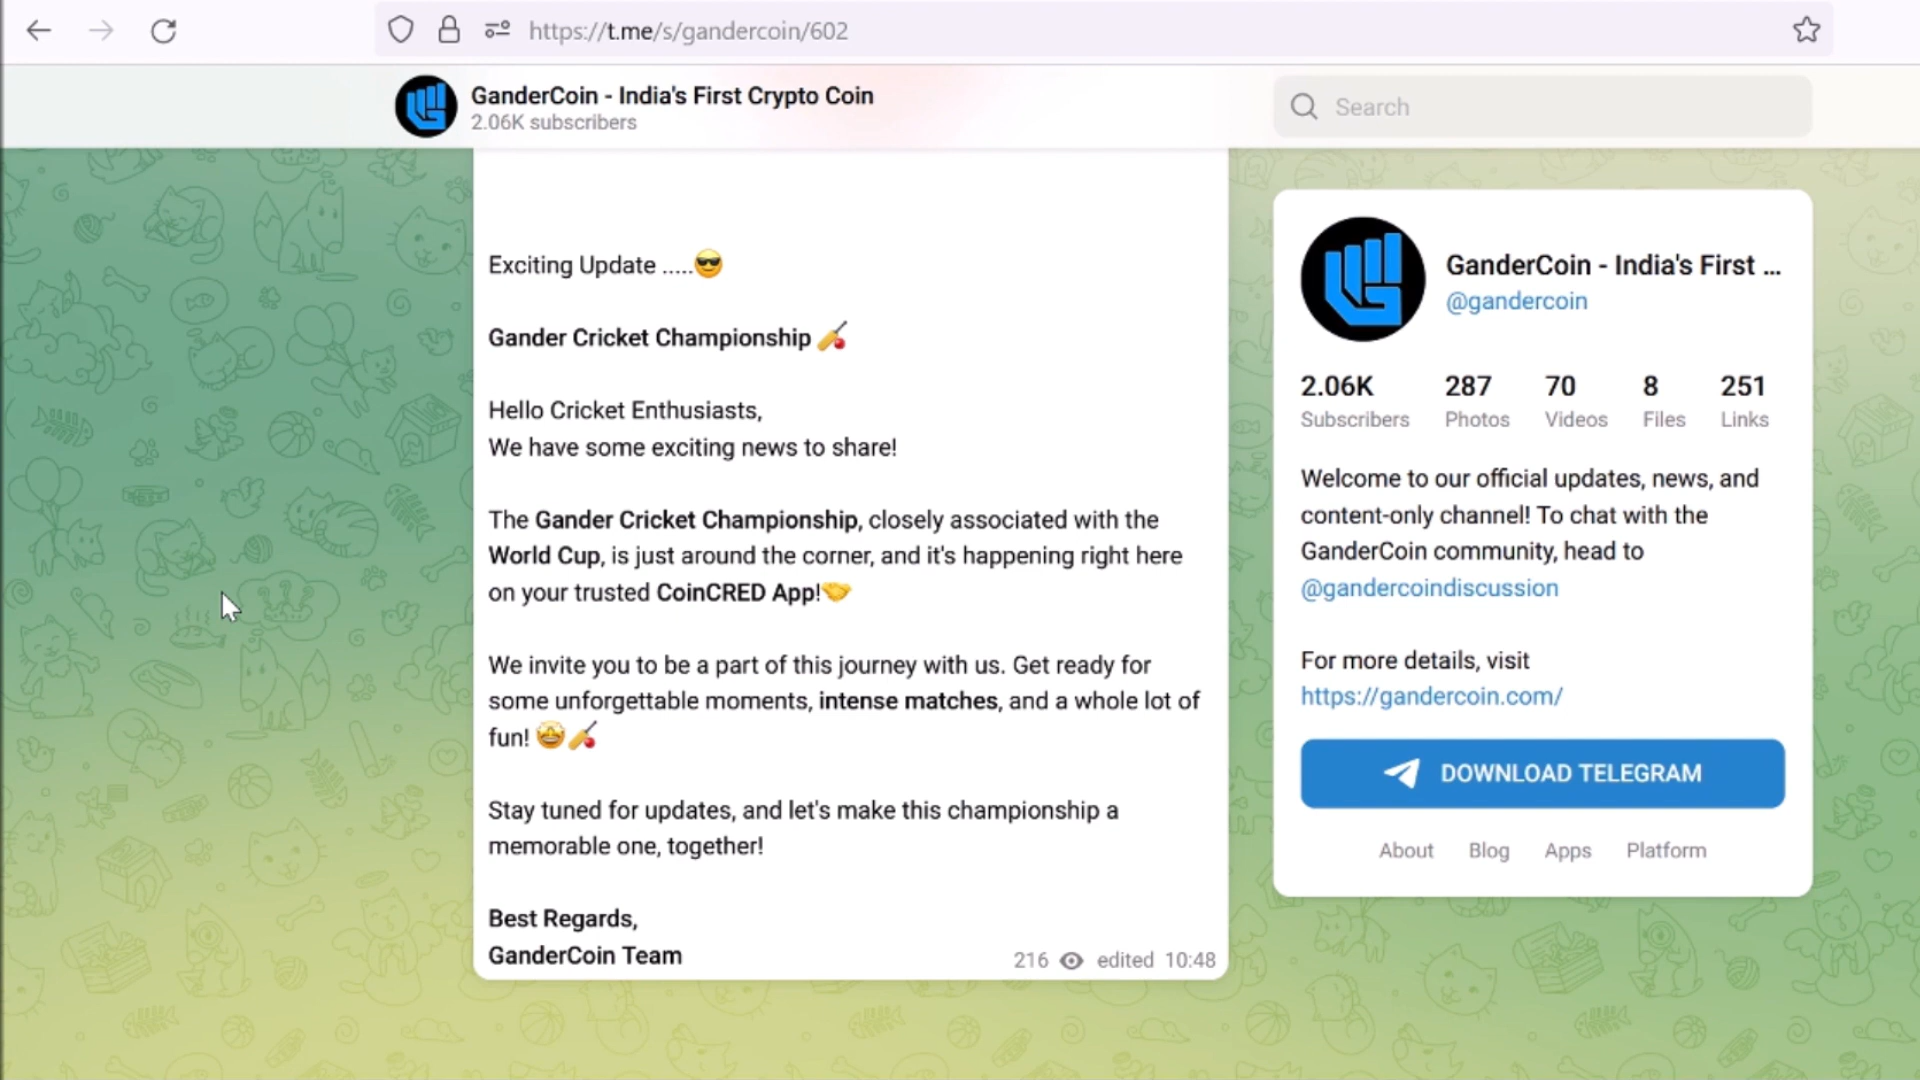 https://t.me/s/gandercoin/602
GanderCoin - India's First Crypto Coin
2.06K subscribers
Search
Exciting Update .....😎
Gander Cricket Championship 🏏
Hello Cricket Enthusiasts,
We have some exciting news to share!
The Gander Cricket Championship, closely associated with the
World Cup, is just around the corner, and it's happening right here
on your trusted CoinCRED App!🤝
We invite you to be a part of this journey with us. Get ready for
some unforgettable moments, intense matches, and a whole lot of
fun! 🤩🏏
Stay tuned for updates, and let's make this championship a
memorable one, together!
Best Regards,
GanderCoin Team
216 edited 10:48
GanderCoin - India's First ...
@gandercoin
2.06K 287 70 8 251
Subscribers Photos Videos Files Links
Welcome to our official updates, news, and
content-only channel! To chat with the
GanderCoin community, head to
@gandercoindiscussion
For more details, visit
https://gandercoin.com/
DOWNLOAD TELEGRAM
About Blog Apps Platform